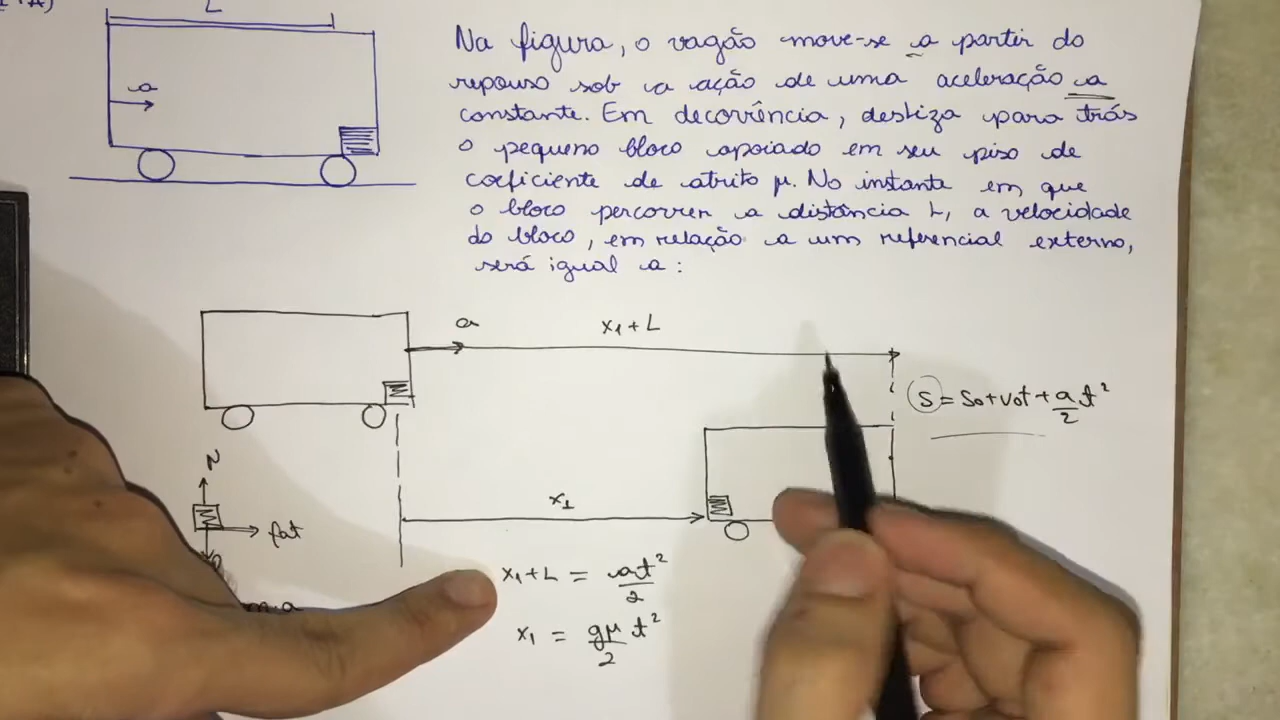 L
a
Na figura, o vagão move-se a partir do
repouso sob a ação de uma aceleração a
constante. Em decorrência, desliza para trás
o pequeno bloco apoiado em seu piso de
coeficiente de atrito μ. No instante em que
o bloco percorrer a distância L, a velocidade
do bloco, em relação a um referencial externo,
será igual a:
a
x₁+L
S = S₀+V₀t + a/2 t²
N
fat
x₁
x₁+L = at²/2
m.a
x₁ = gμ/2 t²